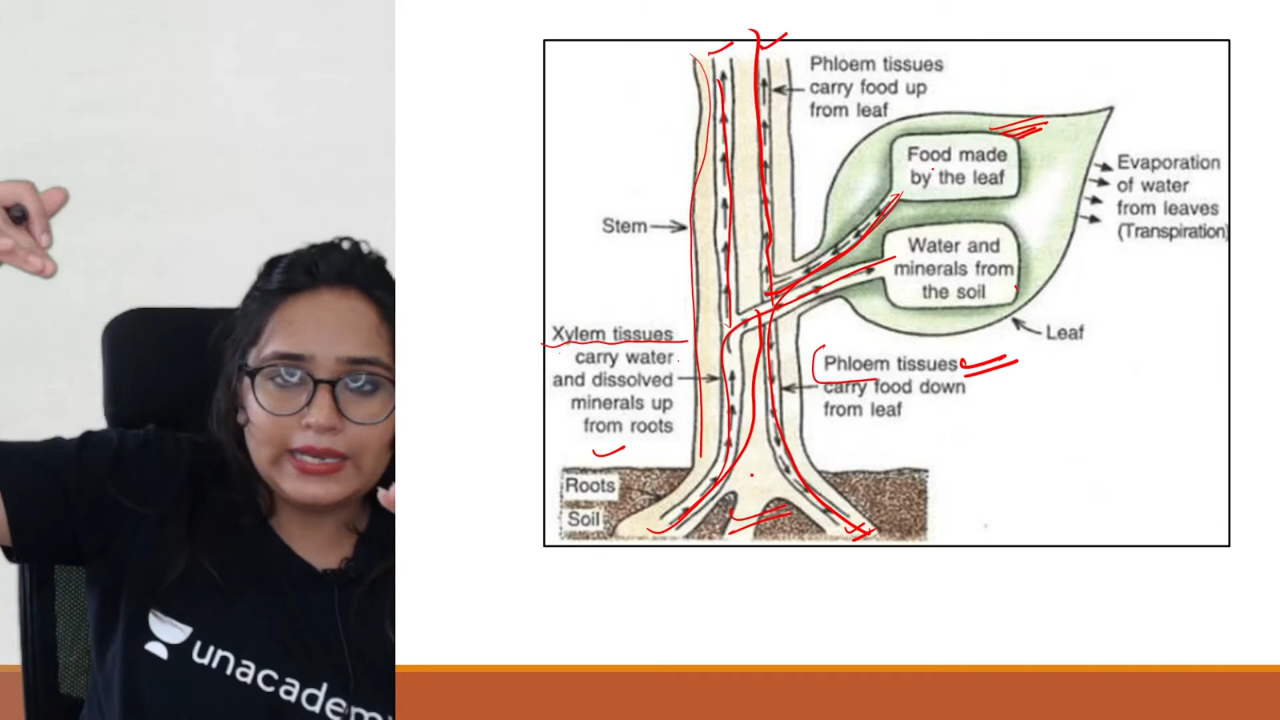 Phloem tissues
carry food up
from leaf
Food made
by the leaf
Evaporation
of water
from leaves
(Transpiration)
Stem
Water and
minerals from
the soil
Leaf
Xylem tissues
carry water
and dissolved
minerals up
from roots
Phloem tissues
carry food down
from leaf
Roots
Soil
unacademy